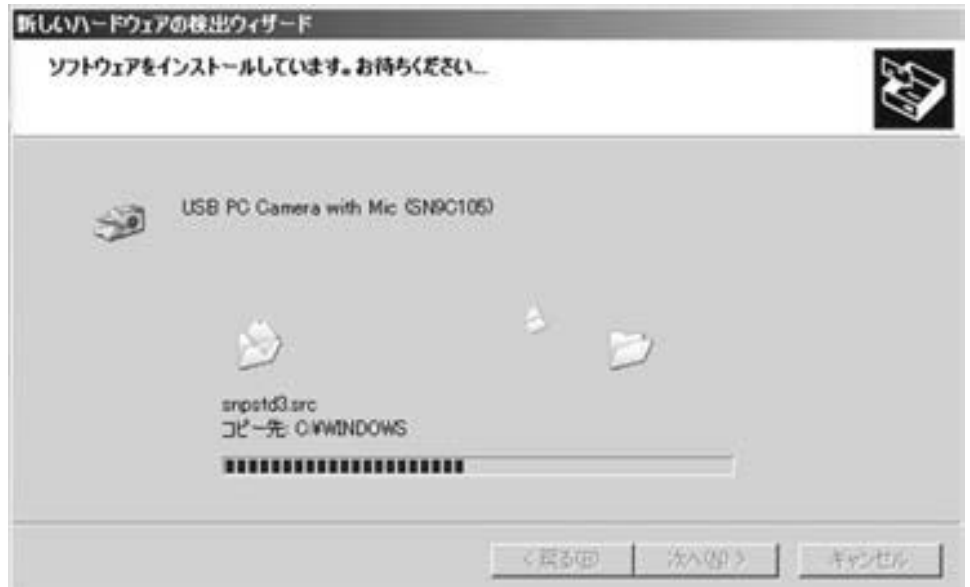 新しいハードウェアの検出ウィザード
ソフトウェアをインストールしています。お待ちください...
USB PC Camera with Mic (SN9C105)
snpstd3.src
コピー先: C:¥WINDOWS
< 戻る(B)
次へ(N) >
キャンセル